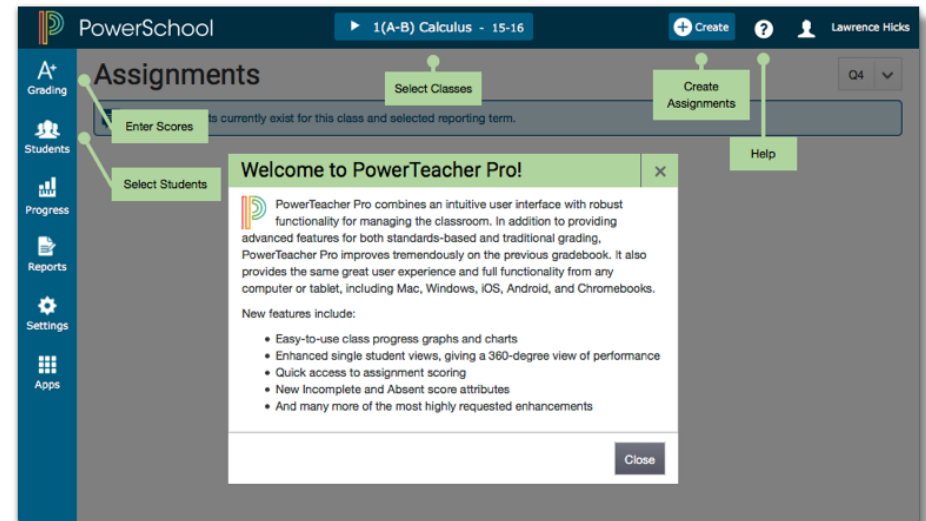 PowerSchool
1(A-B) Calculus - 15-16
Create
?
Lawrence Hicks
A+
Grading
Assignments
Select Classes
Create
Assignments
Q4
Enter Scores
ts currently exist for this class and selected reporting term.
Help
Students
Select Students
Progress
Reports
Settings
Apps
Welcome to PowerTeacher Pro!
PowerTeacher Pro combines an intuitive user interface with robust
functionality for managing the classroom. In addition to providing
advanced features for both standards-based and traditional grading,
PowerTeacher Pro improves tremendously on the previous gradebook. It also
provides the same great user experience and full functionality from any
computer or tablet, including Mac, Windows, iOS, Android, and Chromebooks.
New features include:
• Easy-to-use class progress graphs and charts
• Enhanced single student views, giving a 360-degree view of performance
• Quick access to assignment scoring
• New Incomplete and Absent score attributes
• And many more of the most highly requested enhancements
Close